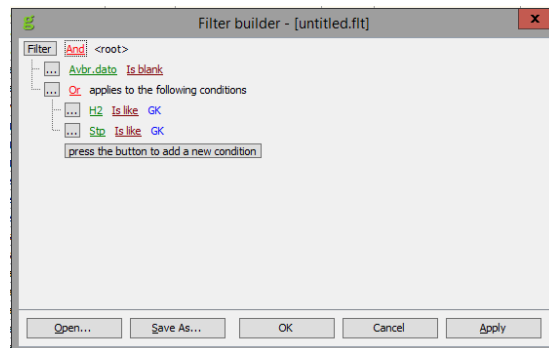 Filter builder - [untitled.flt]
x
Filter And <root>
... Avbr.dato Is blank
... Or applies to the following conditions
... H2 Is like GK
... Stp Is like GK
press the button to add a new condition
Open... Save As... OK Cancel Apply